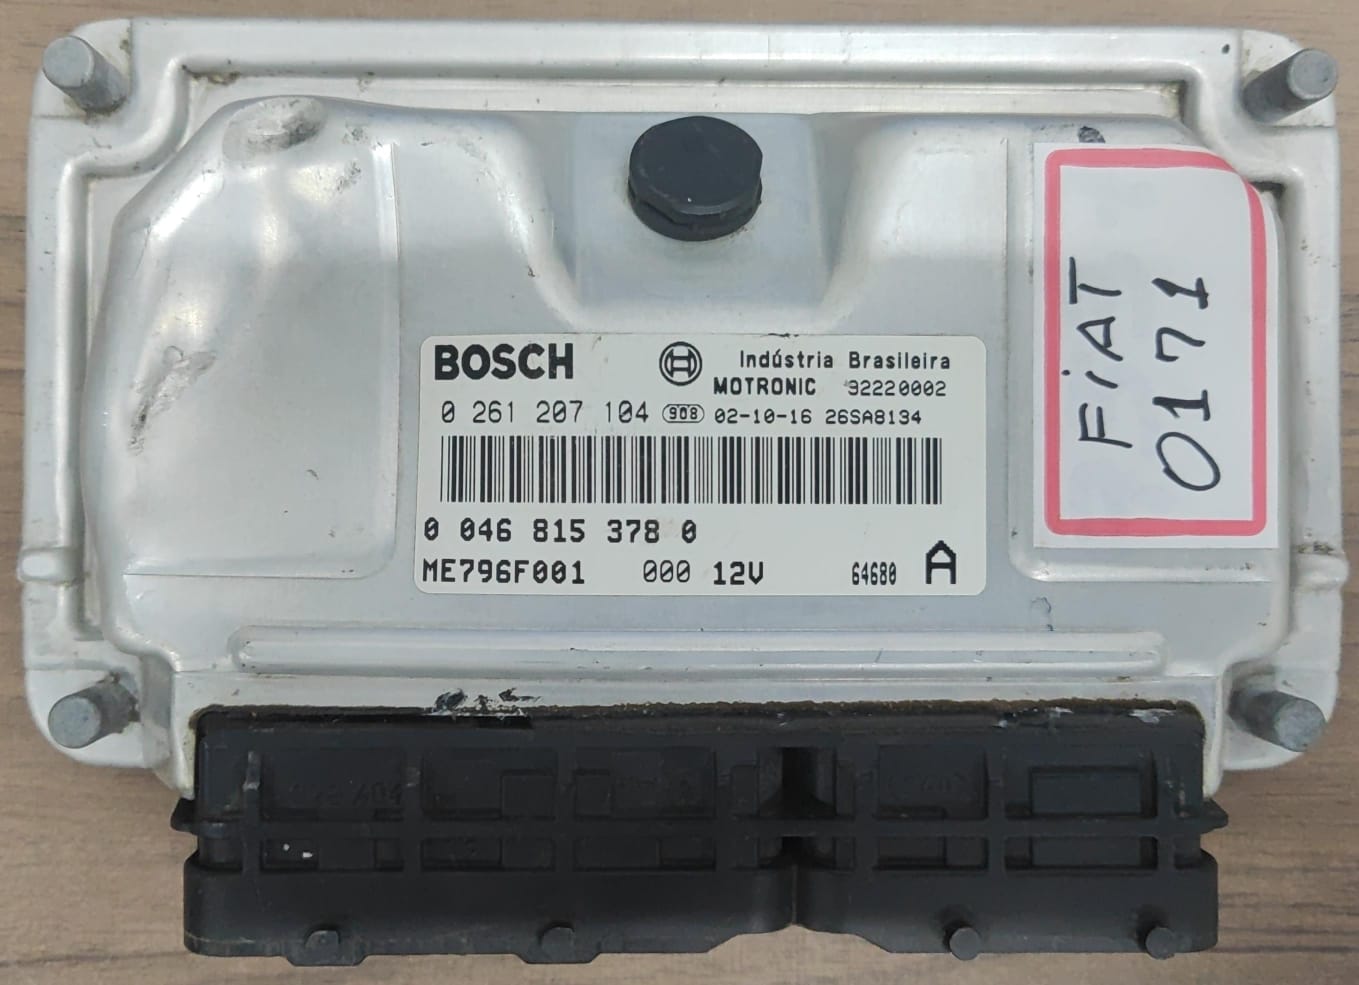 BOSCH
Indústria Brasileira
MOTRONIC 92220002
0 261 207 104 908 02-10-16 26SA8134
0 046 815 378 0
ME796F001 000 12V 64680 A
FiAT
0171